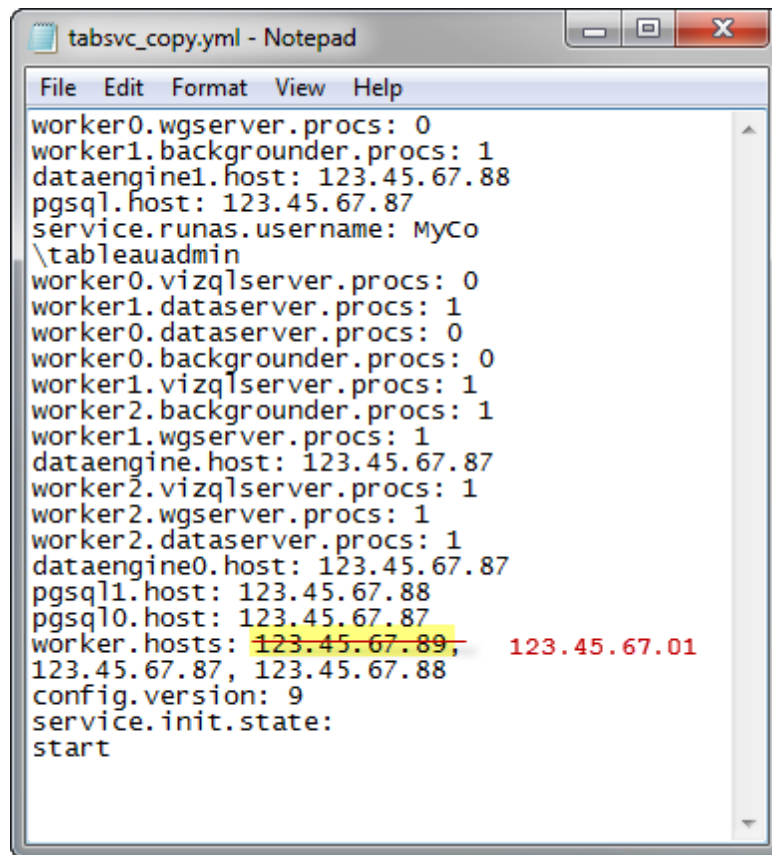 tabsvc_copy.yml - Notepad
File Edit Format View Help
worker0.wgserver.procs: 0
worker1.backgrounder.procs: 1
dataengine1.host: 123.45.67.88
pgsql.host: 123.45.67.87
service.runas.username: MyCo
\tableauadmin
worker0.vizqlserver.procs: 0
worker1.dataserver.procs: 1
worker0.dataserver.procs: 0
worker0.backgrounder.procs: 0
worker1.vizqlserver.procs: 1
worker2.backgrounder.procs: 1
worker1.wgserver.procs: 1
dataengine.host: 123.45.67.87
worker2.vizqlserver.procs: 1
worker2.wgserver.procs: 1
worker2.dataserver.procs: 1
dataengine0.host: 123.45.67.87
pgsql1.host: 123.45.67.88
pgsql0.host: 123.45.67.87
worker.hosts: 123.45.67.89, 123.45.67.01
123.45.67.87, 123.45.67.88
config.version: 9
service.init.state:
start